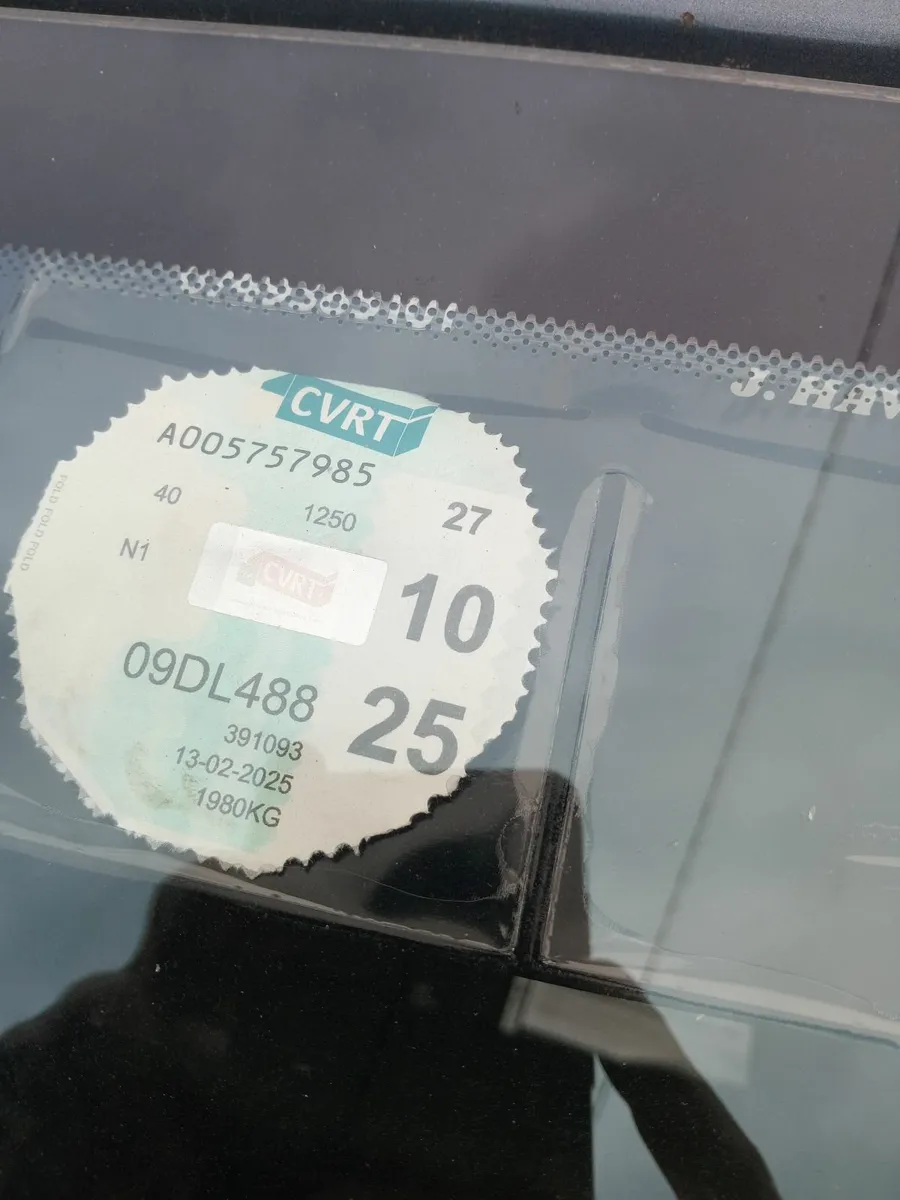 J. HAV
CVRT
A005757985
40 1250 27
N1 CVRT 10
09DL488 25
391093
13-02-2025
1980KG
FOLD FOLD FOLD